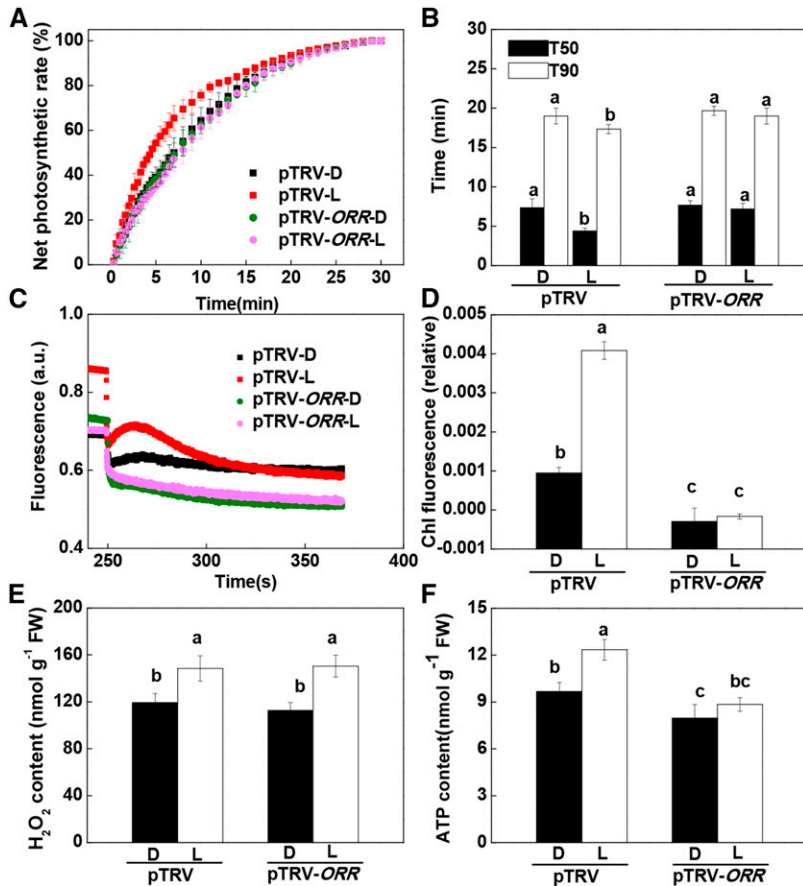 A
Net photosynthetic rate (%)
100
80
60
40
20
0
0 5 10 15 20 25 30
Time(min)
pTRV-D
pTRV-L
pTRV-ORR-D
pTRV-ORR-L
B
Time (min)
30
25
20
15
10
5
0
T50
T90
a a b b a a a a
D L D L
pTRV pTRV-ORR
C
Fluorescence (a.u.)
1.0
0.8
0.6
0.4
250 300 350 400
Time(s)
pTRV-D
pTRV-L
pTRV-ORR-D
pTRV-ORR-L
D
Chl fluorescence (relative)
0.005
0.004
0.003
0.002
0.001
0.000
-0.001
b a c c
D L D L
pTRV pTRV-ORR
E
H2O2 content (nmol g-1 FW)
200
160
120
80
40
0
b a b a
D L D L
pTRV pTRV-ORR
F
ATP content(nmol g-1 FW)
15
12
9
6
3
0
b a c bc
D L D L
pTRV pTRV-ORR